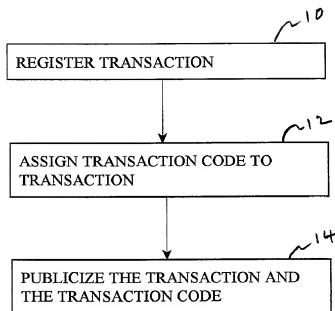 10
REGISTER TRANSACTION
12
ASSIGN TRANSACTION CODE TO
TRANSACTION
14
PUBLICIZE THE TRANSACTION AND
THE TRANSACTION CODE